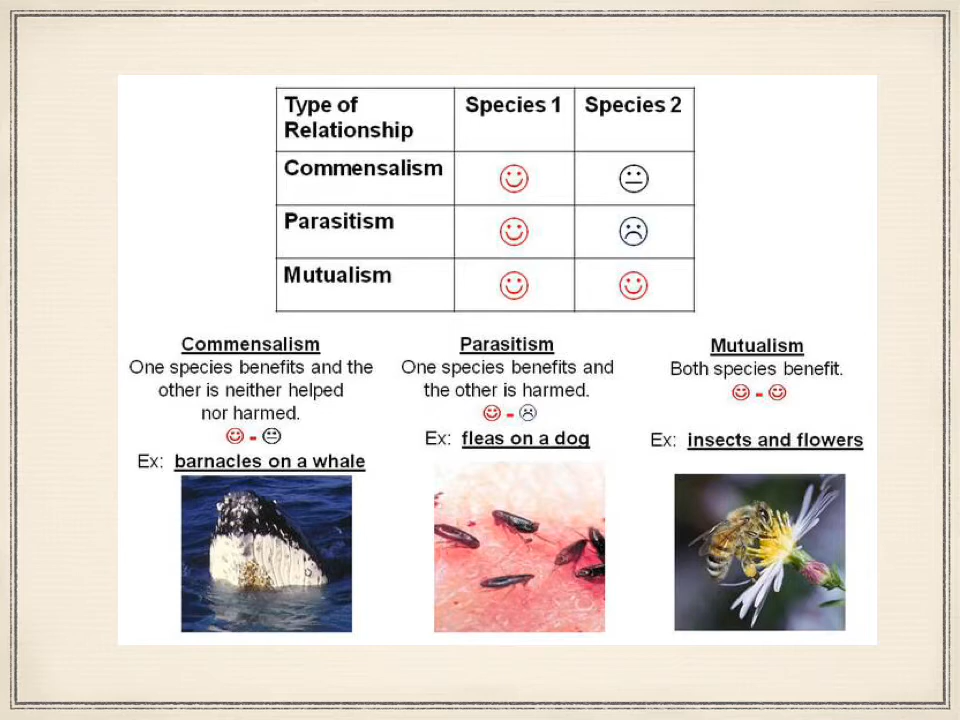 Type of
Relationship
Species 1
Species 2
Commensalism
Parasitism
Mutualism
Commensalism
One species benefits and the
other is neither helped
nor harmed.
-
Ex: barnacles on a whale
Parasitism
One species benefits and
the other is harmed.
-
Ex: fleas on a dog
Mutualism
Both species benefit.
-
Ex: insects and flowers